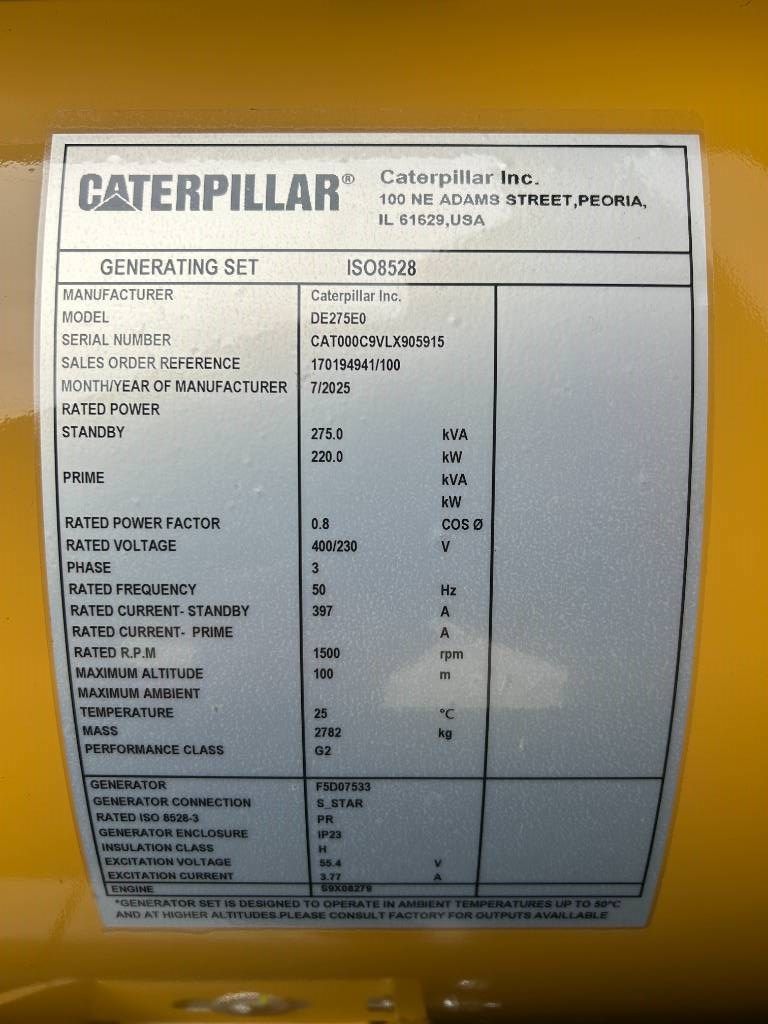 CATERPILLAR® Caterpillar Inc.
100 NE ADAMS STREET,PEORIA,
IL 61629,USA
GENERATING SET ISO8528
MANUFACTURER Caterpillar Inc.
MODEL DE275E0
SERIAL NUMBER CAT000C9VLX905915
SALES ORDER REFERENCE 170194941/100
MONTH/YEAR OF MANUFACTURER 7/2025
RATED POWER
STANDBY 275.0 kVA
220.0 kW
PRIME kVA
kW
RATED POWER FACTOR 0.8 COS Ø
RATED VOLTAGE 400/230 V
PHASE 3
RATED FREQUENCY 50 Hz
RATED CURRENT- STANDBY 397 A
RATED CURRENT- PRIME A
RATED R.P.M 1500 rpm
MAXIMUM ALTITUDE 100 m
MAXIMUM AMBIENT
TEMPERATURE 25 °C
MASS 2782 kg
PERFORMANCE CLASS G2
GENERATOR F5D07533
GENERATOR CONNECTION S_STAR
RATED ISO 8528-3 PR
GENERATOR ENCLOSURE IP23
INSULATION CLASS H
EXCITATION VOLTAGE 55.4 V
EXCITATION CURRENT 3.77 A
ENGINE S9X08279
*GENERATOR SET IS DESIGNED TO OPERATE IN AMBIENT TEMPERATURES UP TO 50°C
AND AT HIGHER ALTITUDES.PLEASE CONSULT FACTORY FOR OUTPUTS AVAILLABLE